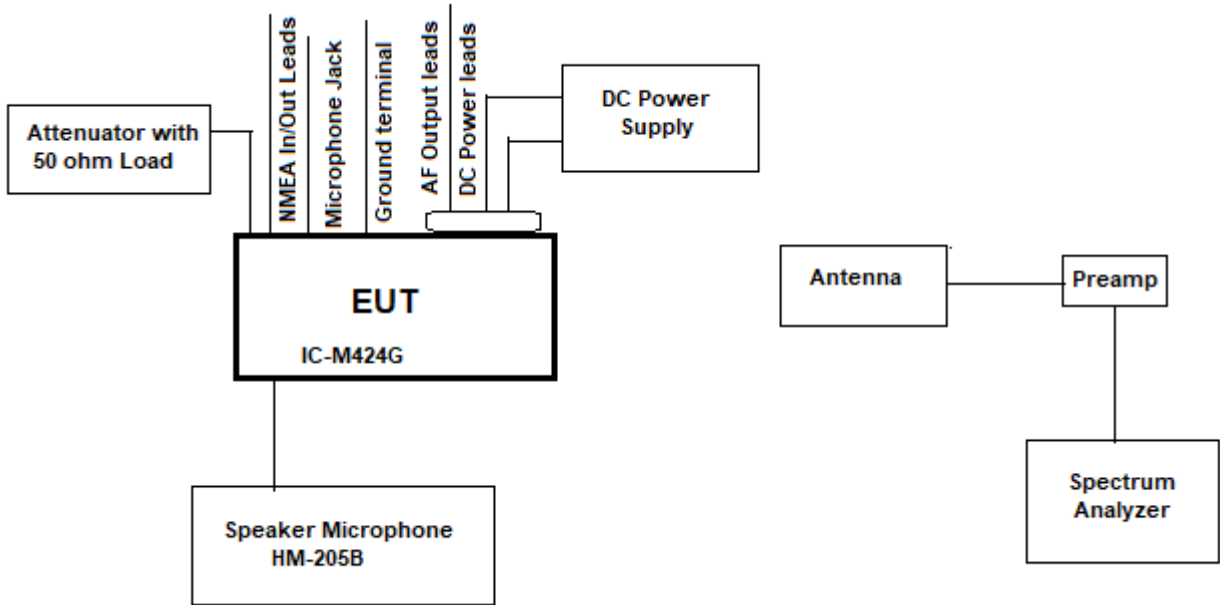 Attenuator with
50 ohm Load
NMEA In/Out Leads
Microphone Jack
Ground terminal
AF Output leads
DC Power leads
DC Power
Supply
EUT
IC-M424G
Antenna
Preamp
Spectrum
Analyzer
Speaker Microphone
HM-205B